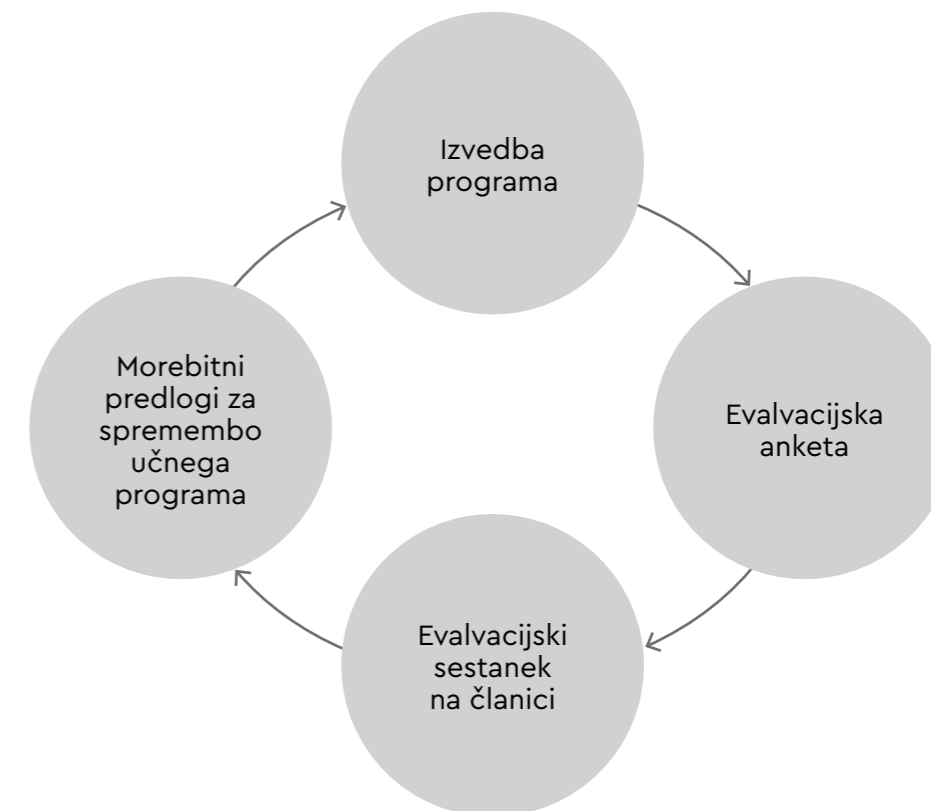 Izvedba
programa
Evalvacijska
anketa
Evalvacijski
sestanek
na članici
Morebitni
predlogi za
spremembo
učnega
programa